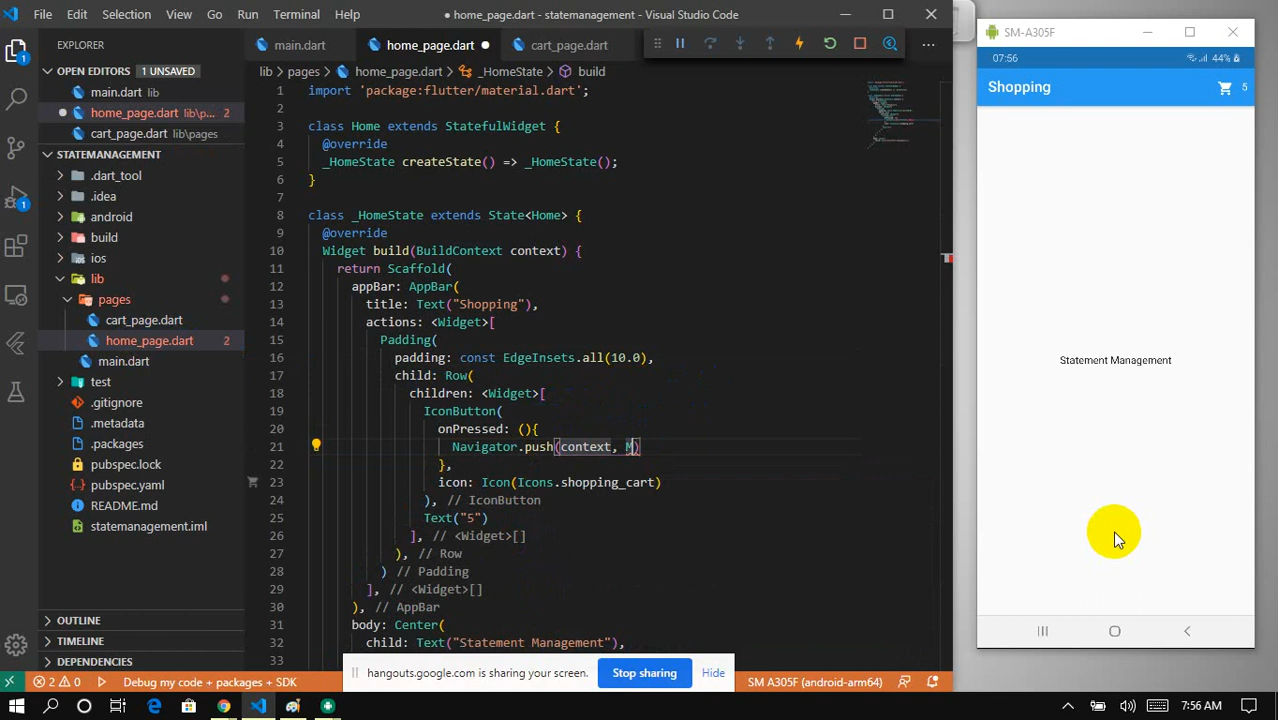 File Edit Selection View Go Run Terminal Help ● home_page.dart - statemanagement - Visual Studio Code
SM-A305F
EXPLORER
main.dart
home_page.dart
cart_page.dart
07:56
44%
OPEN EDITORS 1 UNSAVED
lib > pages > home_page.dart > _HomeState > build
Shopping
5
main.dart lib
home_page.dart lib\p... 2
cart_page.dart lib\pages
STATEMANAGEMENT
.dart_tool
.idea
android
build
ios
lib
pages
cart_page.dart
home_page.dart 2
main.dart
test
.gitignore
.metadata
.packages
pubspec.lock
pubspec.yaml
README.md
statemanagement.iml
OUTLINE
TIMELINE
DEPENDENCIES
1 import 'package:flutter/material.dart';
2
3 class Home extends StatefulWidget {
4 @override
5 _HomeState createState() => _HomeState();
6 }
7
8 class _HomeState extends State<Home> {
9 @override
10 Widget build(BuildContext context) {
11 return Scaffold(
12 appBar: AppBar(
13 title: Text("Shopping"),
14 actions: <Widget>[
15 Padding(
16 padding: const EdgeInsets.all(10.0),
17 child: Row(
18 children: <Widget>[
19 IconButton(
20 onPressed: (){
21 Navigator.push(context, M)
22 },
23 icon: Icon(Icons.shopping_cart)
24 ), // IconButton
25 Text("5")
26 ], // <Widget>[]
27 ), // Row
28 ) // Padding
29 ], // <Widget>[]
30 ), // AppBar
31 body: Center(
32 child: Text("Statement Management"),
33
Statement Management
hangouts.google.com is sharing your screen.
Stop sharing
Hide
2 0 Debug my code + packages + SDK
SM A305F (android-arm64)
7:56 AM